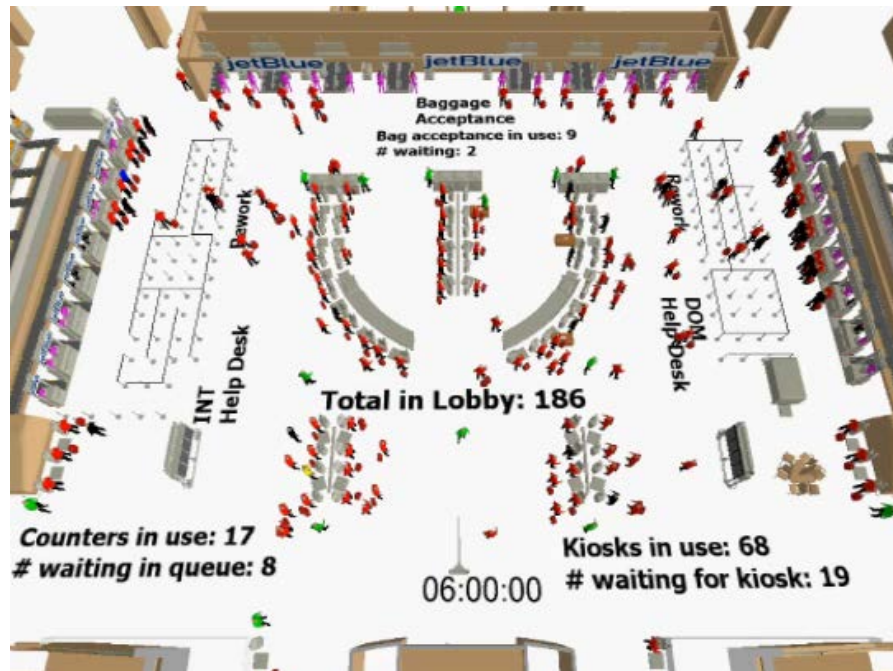 jetBlue
jetBlue
jetBlue
Baggage
Acceptance
Bag acceptance in use: 9
# waiting: 2
Rework
Rework
INT
Help Desk
DOM
Help Desk
Total in Lobby: 186
Counters in use: 17
# waiting in queue: 8
Kiosks in use: 68
# waiting for kiosk: 19
06:00:00